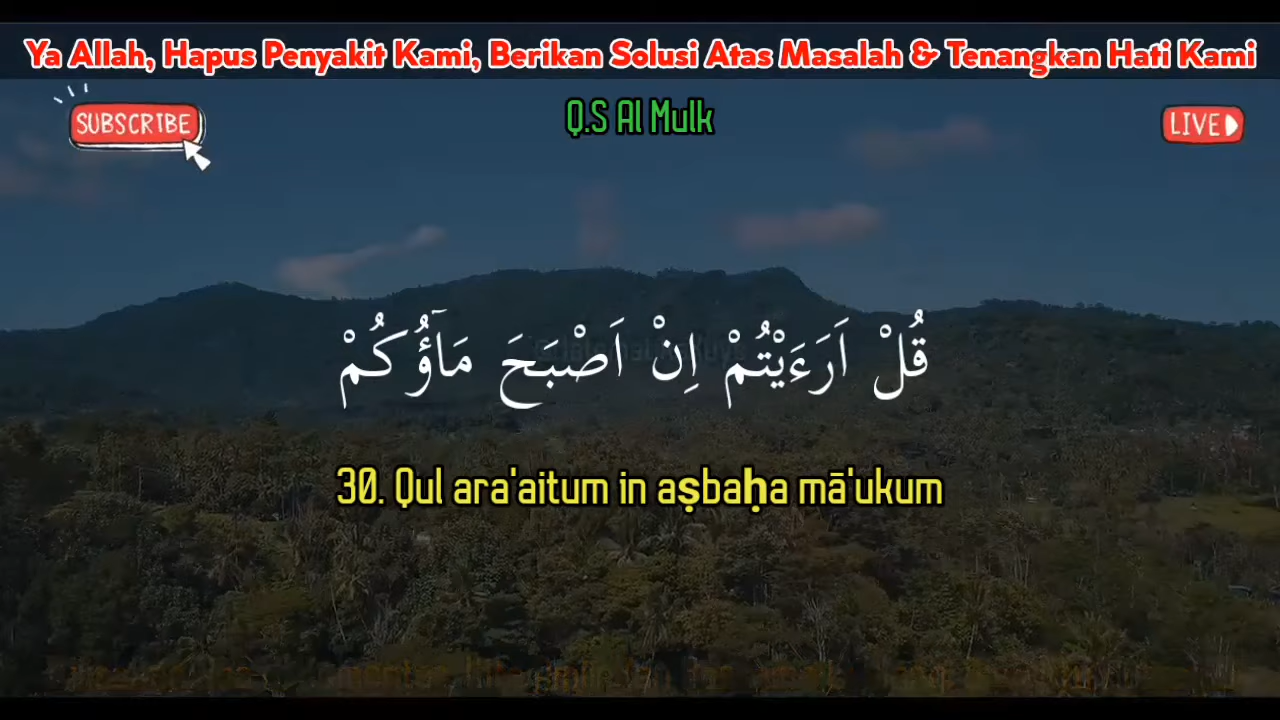 Ya Allah, Hapus Penyakit Kami, Berikan Solusi Atas Masalah & Tenangkan Hati Kami
SUBSCRIBE
Q.S Al Mulk
LIVE
قُلْ اَرَءَيْتُمْ اِنْ اَصْبَحَ مَاۤؤُكُمْ
30. Qul ara'aitum in aṣbaḥa mā'ukum